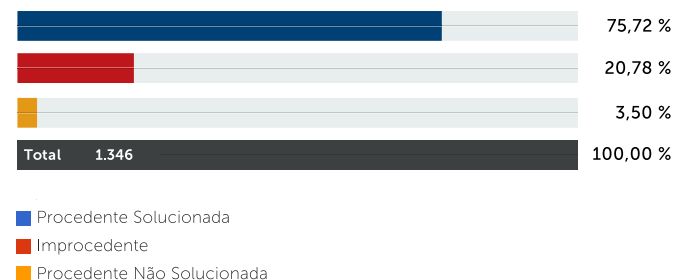 75,72 %
20,78 %
3,50 %
Total 1.346 100,00 %
Procedente Solucionada
Improcedente
Procedente Não Solucionada